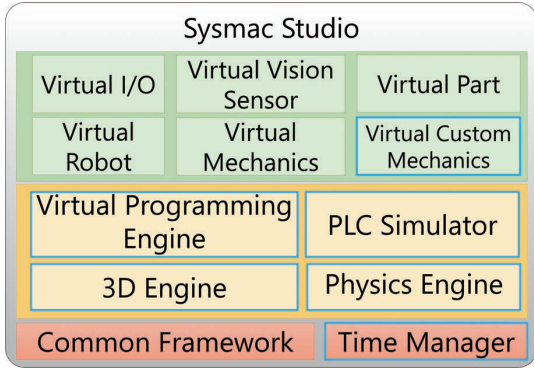 Sysmac Studio
Virtual I/O
Virtual Vision
Sensor
Virtual Part
Virtual
Robot
Virtual
Mechanics
Virtual Custom
Mechanics
Virtual Programming
Engine
PLC Simulator
3D Engine
Physics Engine
Common Framework
Time Manager